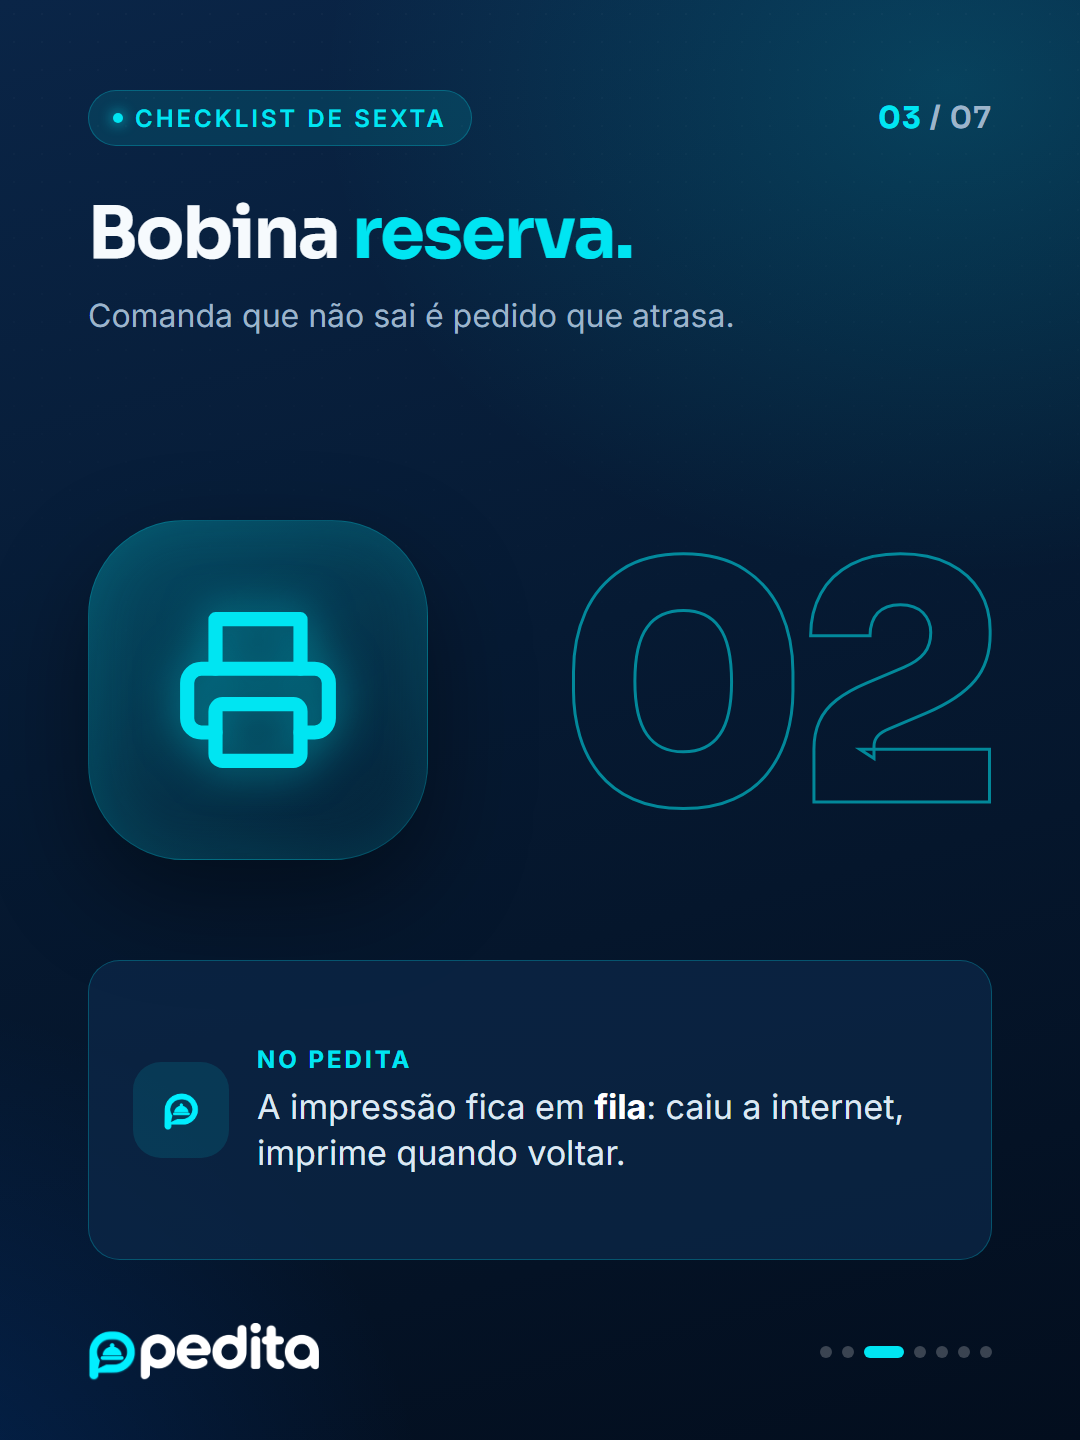 CHECKLIST DE SEXTA
03 / 07
Bobina reserva.
Comanda que não sai é pedido que atrasa.
02
NO PEDITA
A impressão fica em fila: caiu a internet,
imprime quando voltar.
pedita